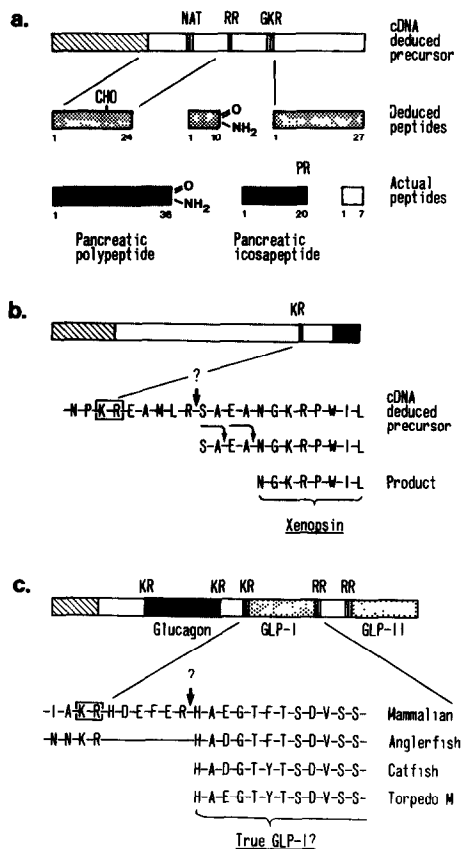 a.
NAT RR GKR
cDNA
deduced
precursor
CHO
O
NH2
1 24 1 10 1 27
Deduced
peptides
PR
O
NH2
1 36 1 20 1 7
Actual
peptides
Pancreatic
polypeptide
Pancreatic
icosapeptide
b.
KR
?
-N-P-K-R-E-A-M-L-R-S-A-E-A-N-G-K-R-P-W-I-L
cDNA
deduced
precursor
S-A-E-A-N-G-K-R-P-W-I-L
N-G-K-R-P-W-I-L
Product
Xenopsin
c.
KR KR KR RR RR
Glucagon GLP-I GLP-II
?
-I-A-K-R-H-D-E-F-E-R-H-A-E-G-T-F-T-S-D-V-S-S- Mammalian
-N-N-K-R H-A-D-G-T-F-T-S-D-V-S-S- Anglerfish
H-A-D-G-T-Y-T-S-D-V-S-S- Catfish
H-A-E-G-T-Y-T-S-D-V-S-S- Torpedo M
True GLP-I?